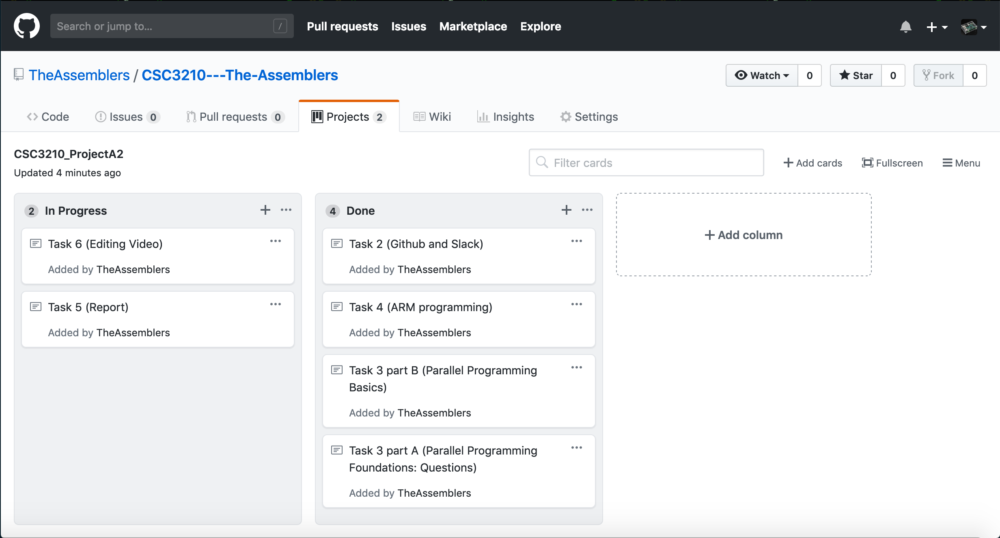 Search or jump to... /
Pull requests Issues Marketplace Explore
TheAssemblers / CSC3210---The-Assemblers
Watch 0 Star 0 Fork 0
Code Issues 0 Pull requests 0 Projects 2 Wiki Insights Settings
CSC3210_ProjectA2
Updated 4 minutes ago
Filter cards
Add cards Fullscreen Menu
2 In Progress
Task 6 (Editing Video)
Added by TheAssemblers
Task 5 (Report)
Added by TheAssemblers
4 Done
Task 2 (Github and Slack)
Added by TheAssemblers
Task 4 (ARM programming)
Added by TheAssemblers
Task 3 part B (Parallel Programming
Basics)
Added by TheAssemblers
Task 3 part A (Parallel Programming
Foundations: Questions)
Added by TheAssemblers
Add column